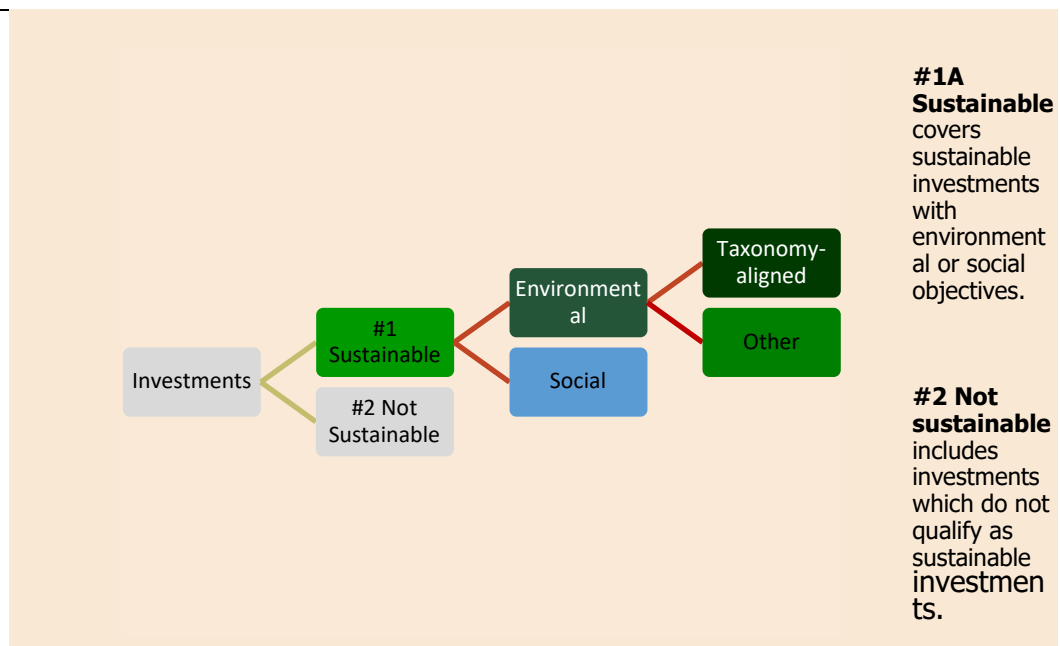 #1A
Sustainable
covers
sustainable
investments
with
environment
al or social
objectives.
Taxonomy-
aligned
Environment
al
#1
Sustainable
Other
Investments
Social
#2 Not
Sustainable
#2 Not
sustainable
includes
investments
which do not
qualify as
sustainable
investmen
ts.